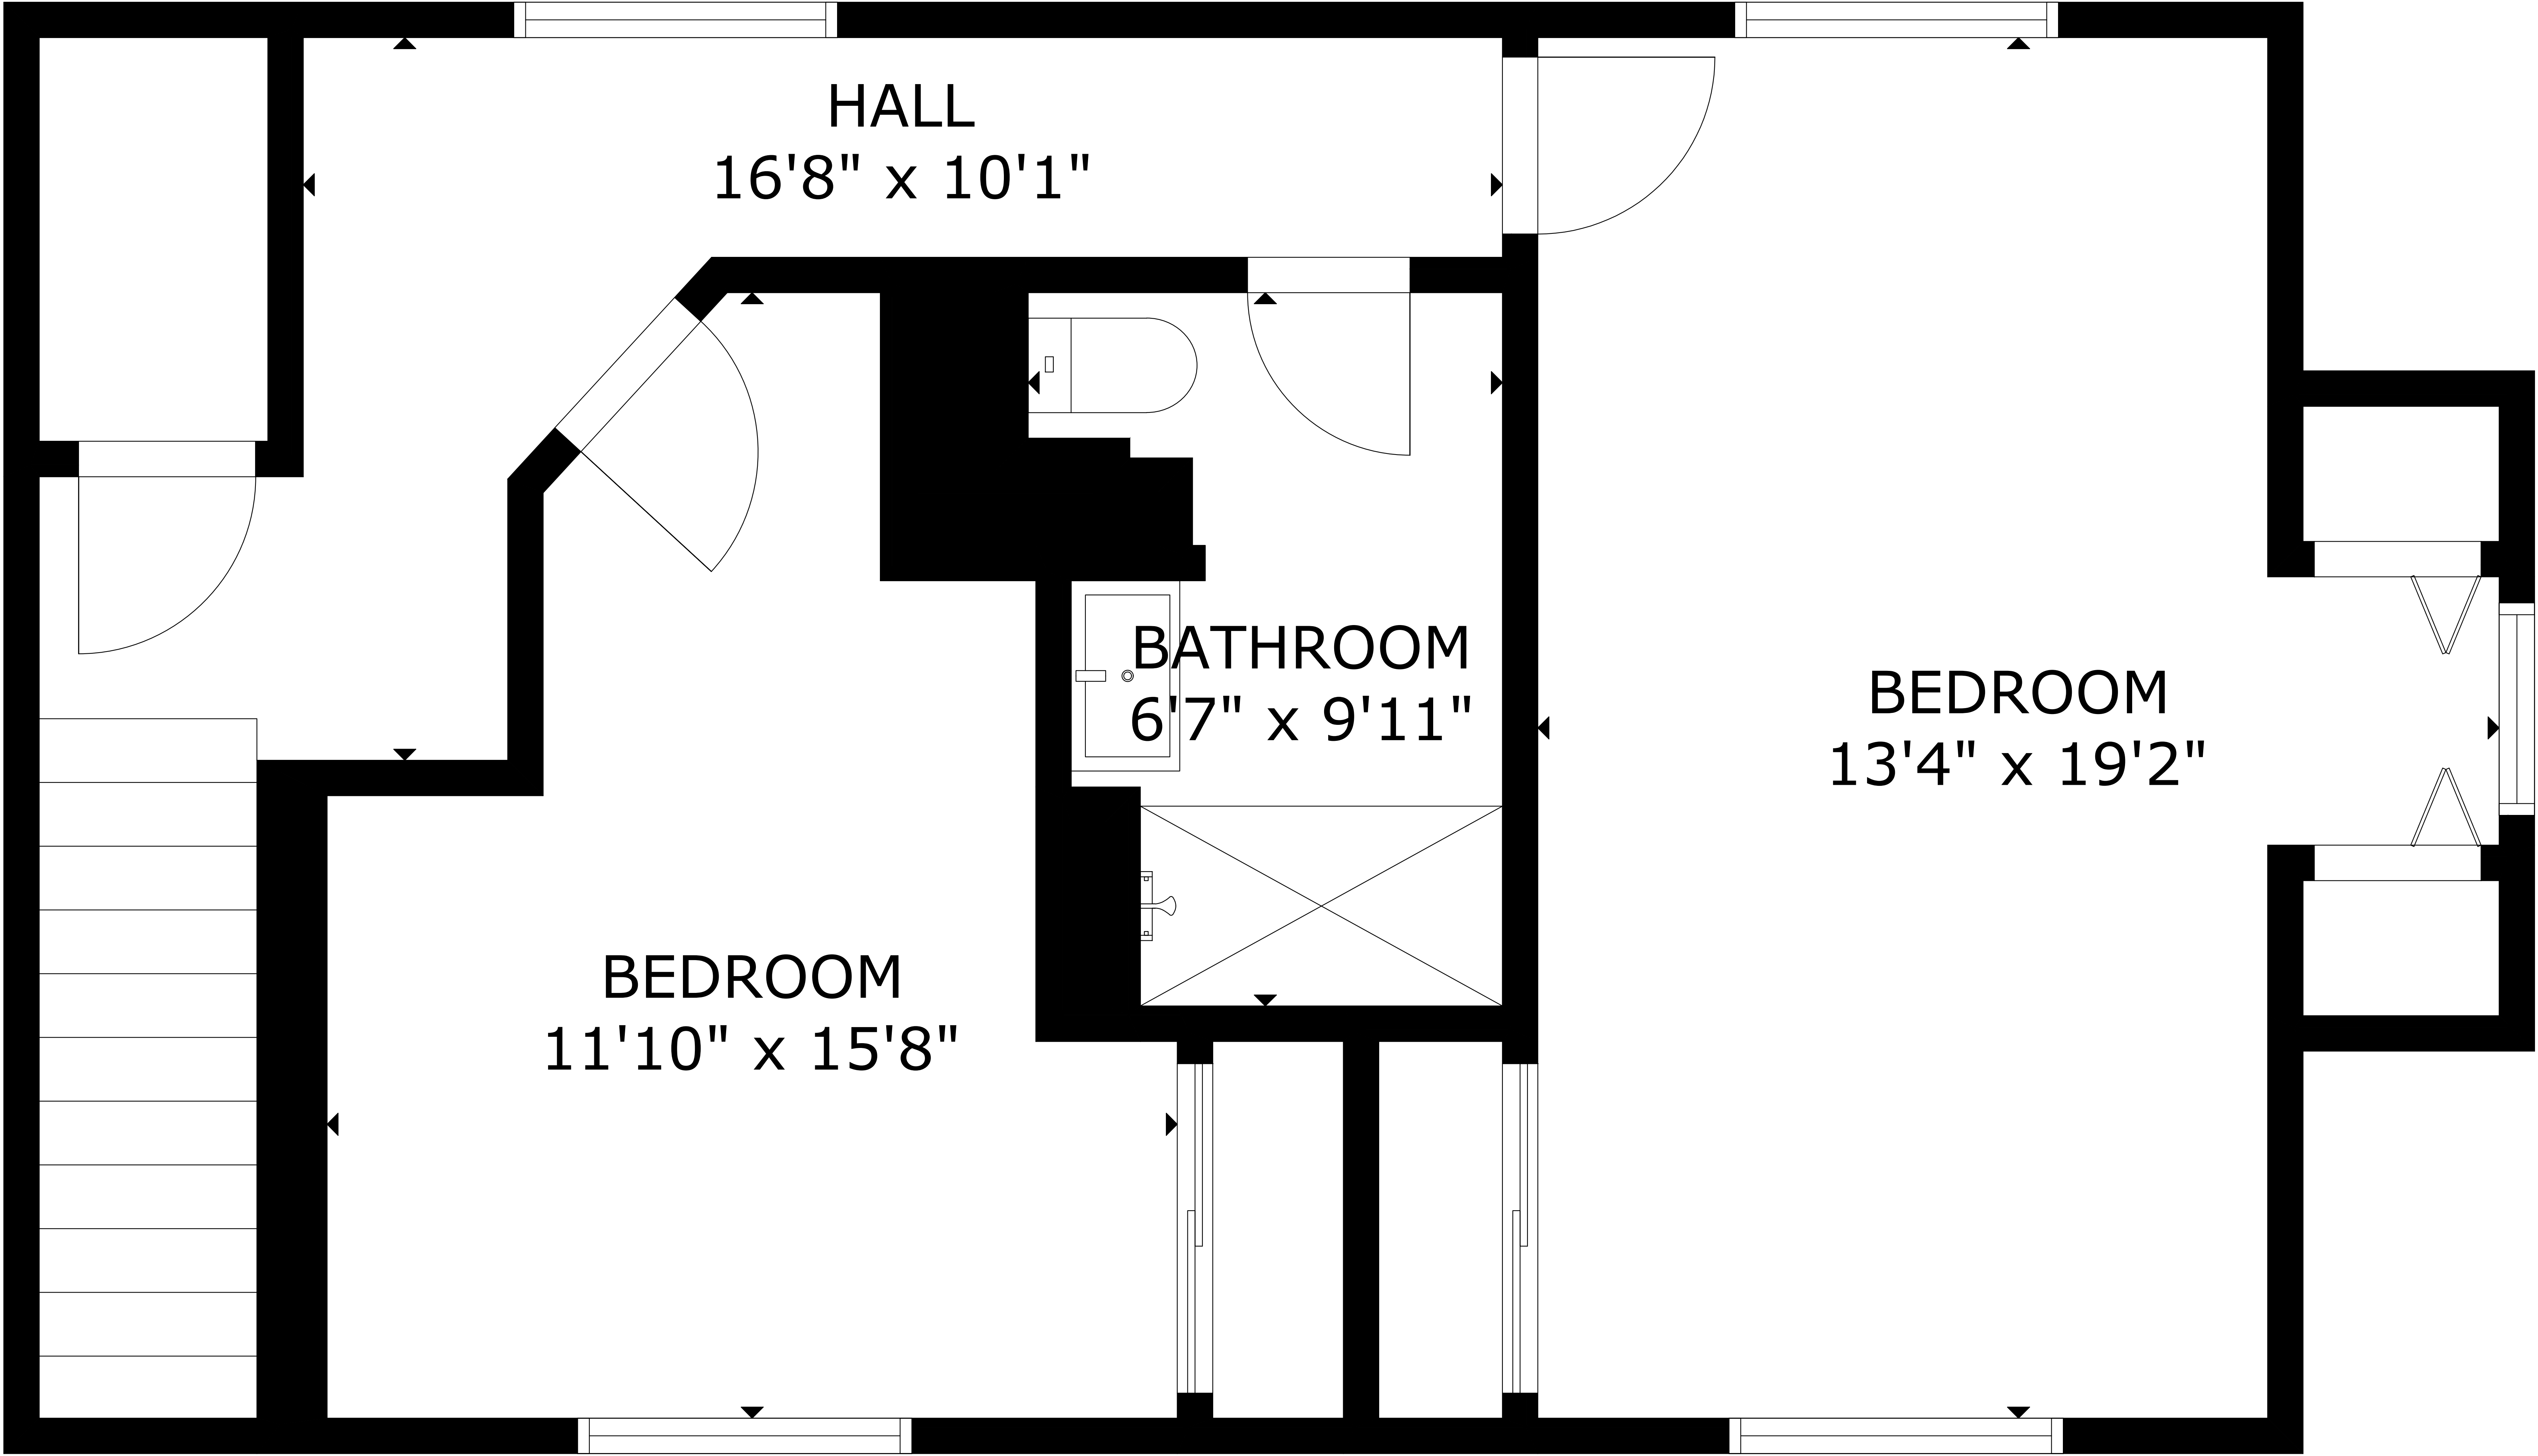 HALL
16'8" x 10'1"
BATHROOM
6'7" x 9'11"
BEDROOM
13'4" x 19'2"
BEDROOM
11'10" x 15'8"